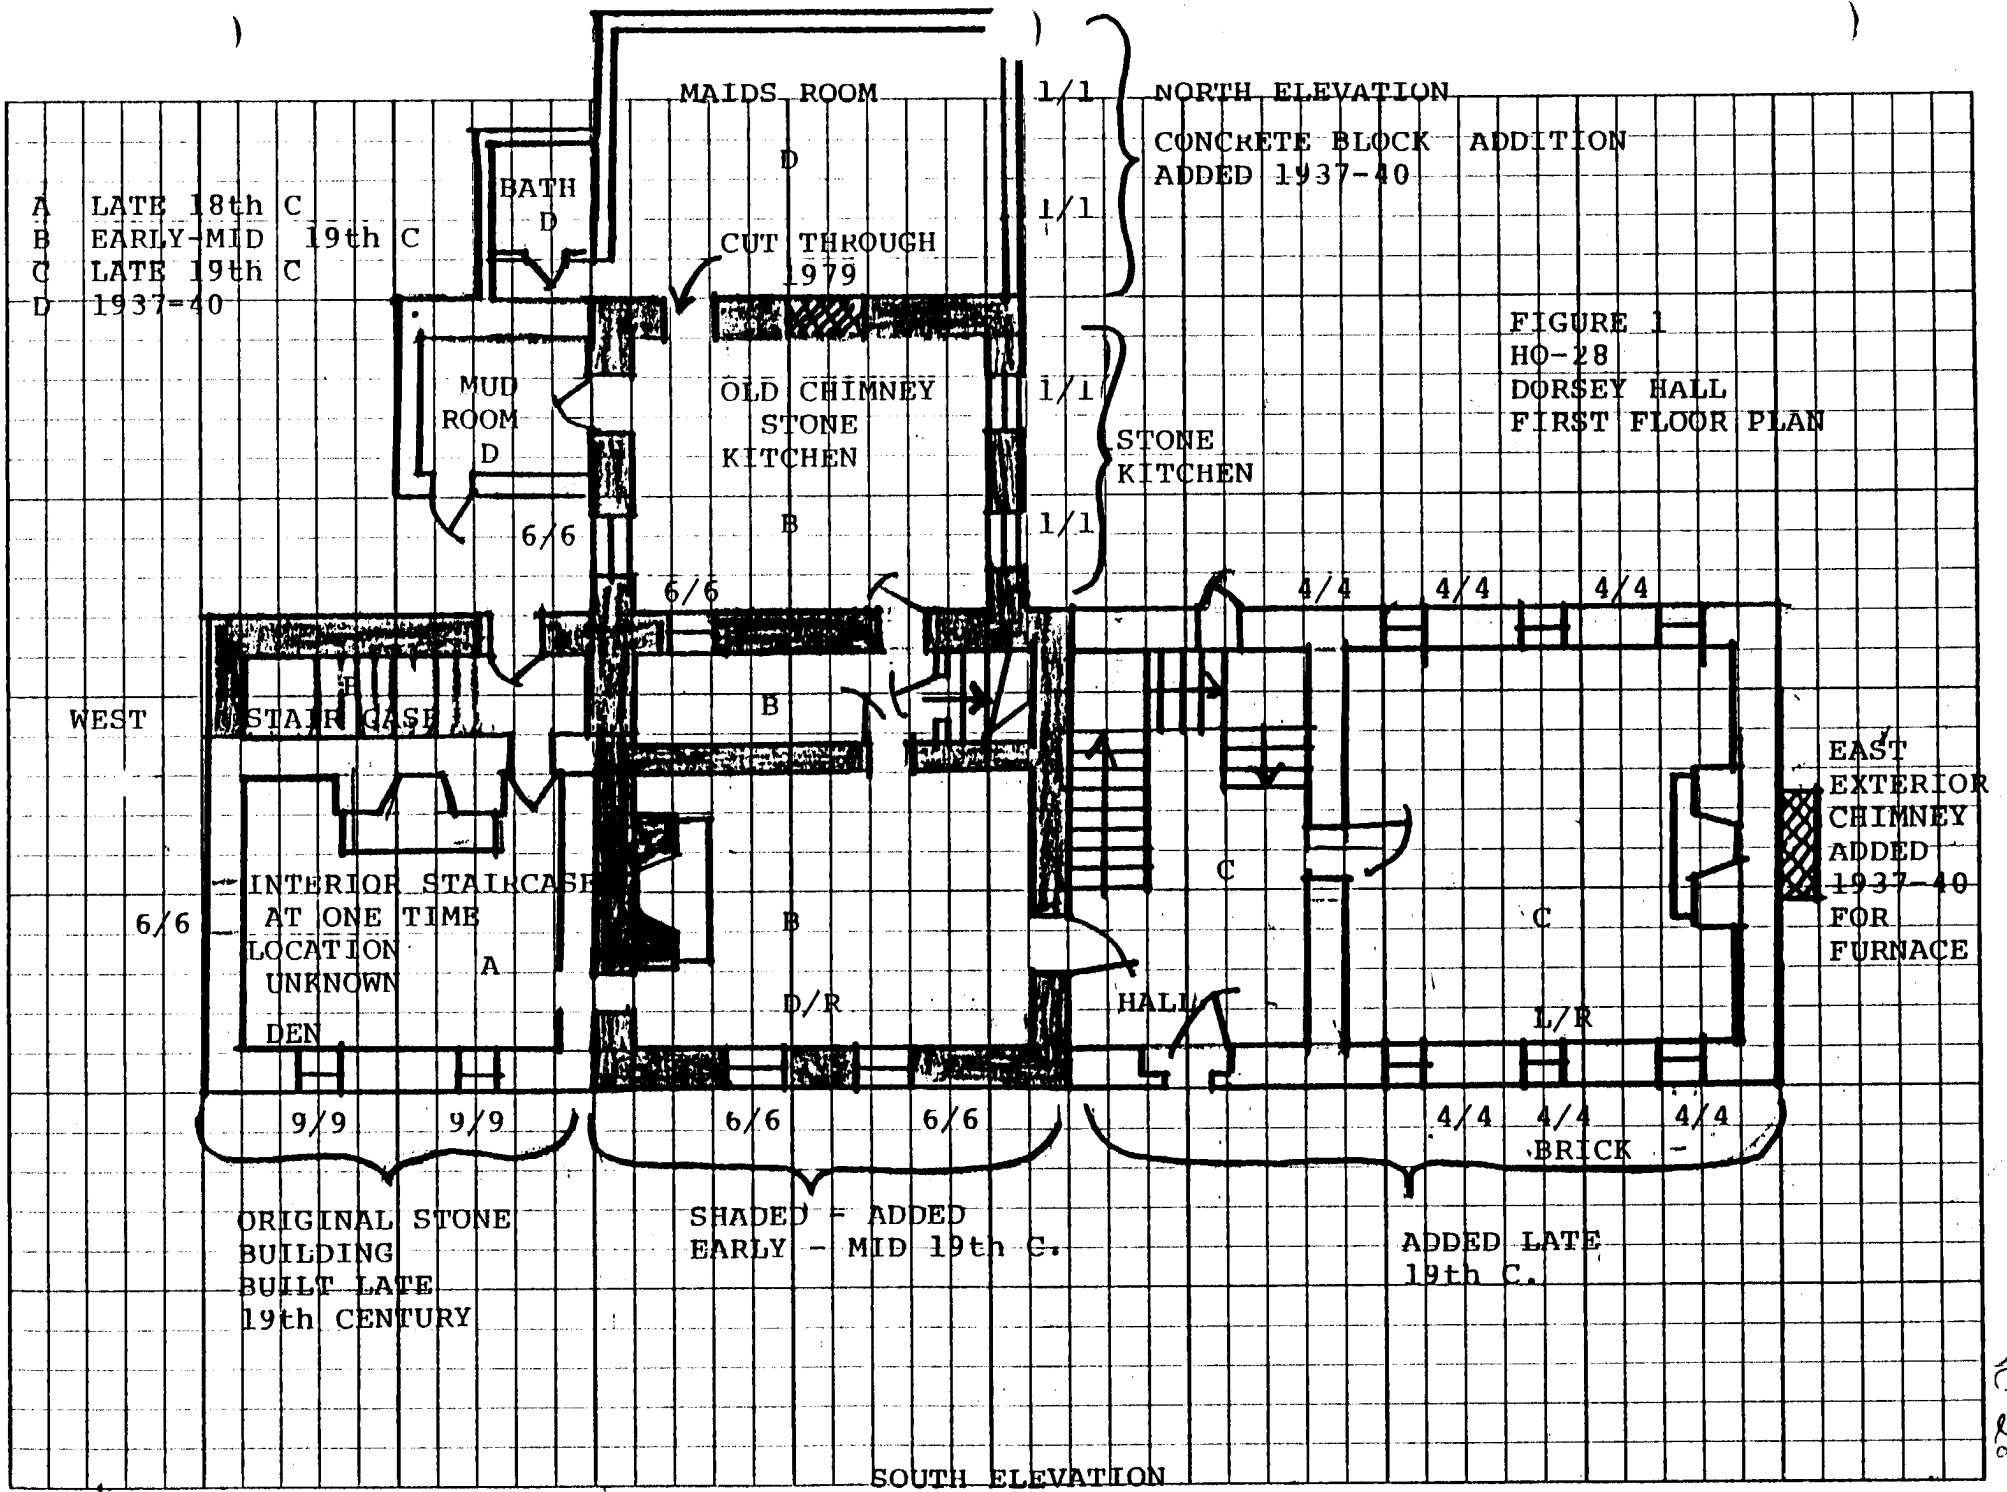 MAIDS ROOM
D
1/1
1/1
NORTH ELEVATION
CONCRETE BLOCK ADDITION
ADDED 1937-40
BATH
D
A LATE 18th C
B EARLY-MID 19th C
C LATE 19th C
D 1937-40
CUT THROUGH
1979
FIGURE 1
HO-28
DORSEY HALL
FIRST FLOOR PLAN
MUD
ROOM
D
OLD CHIMNEY
STONE
KITCHEN
B
1/1
1/1
STONE
KITCHEN
6/6
6/6
4/4
4/4
4/4
WEST
STAIR CASE
B
EAST
EXTERIOR
CHIMNEY
ADDED
1937-40
FOR
FURNACE
6/6
INTERIOR STAIRCASE
AT ONE TIME
LOCATION
UNKNOWN
A
DEN
B
D/R
C
HALL
C
L/R
9/9
9/9
6/6
6/6
4/4
4/4
4/4
BRICK -
ORIGINAL STONE
BUILDING
BUILT LATE
19th CENTURY
SHADED = ADDED
EARLY - MID 19th C.
ADDED LATE
19th C.
SOUTH ELEVATION